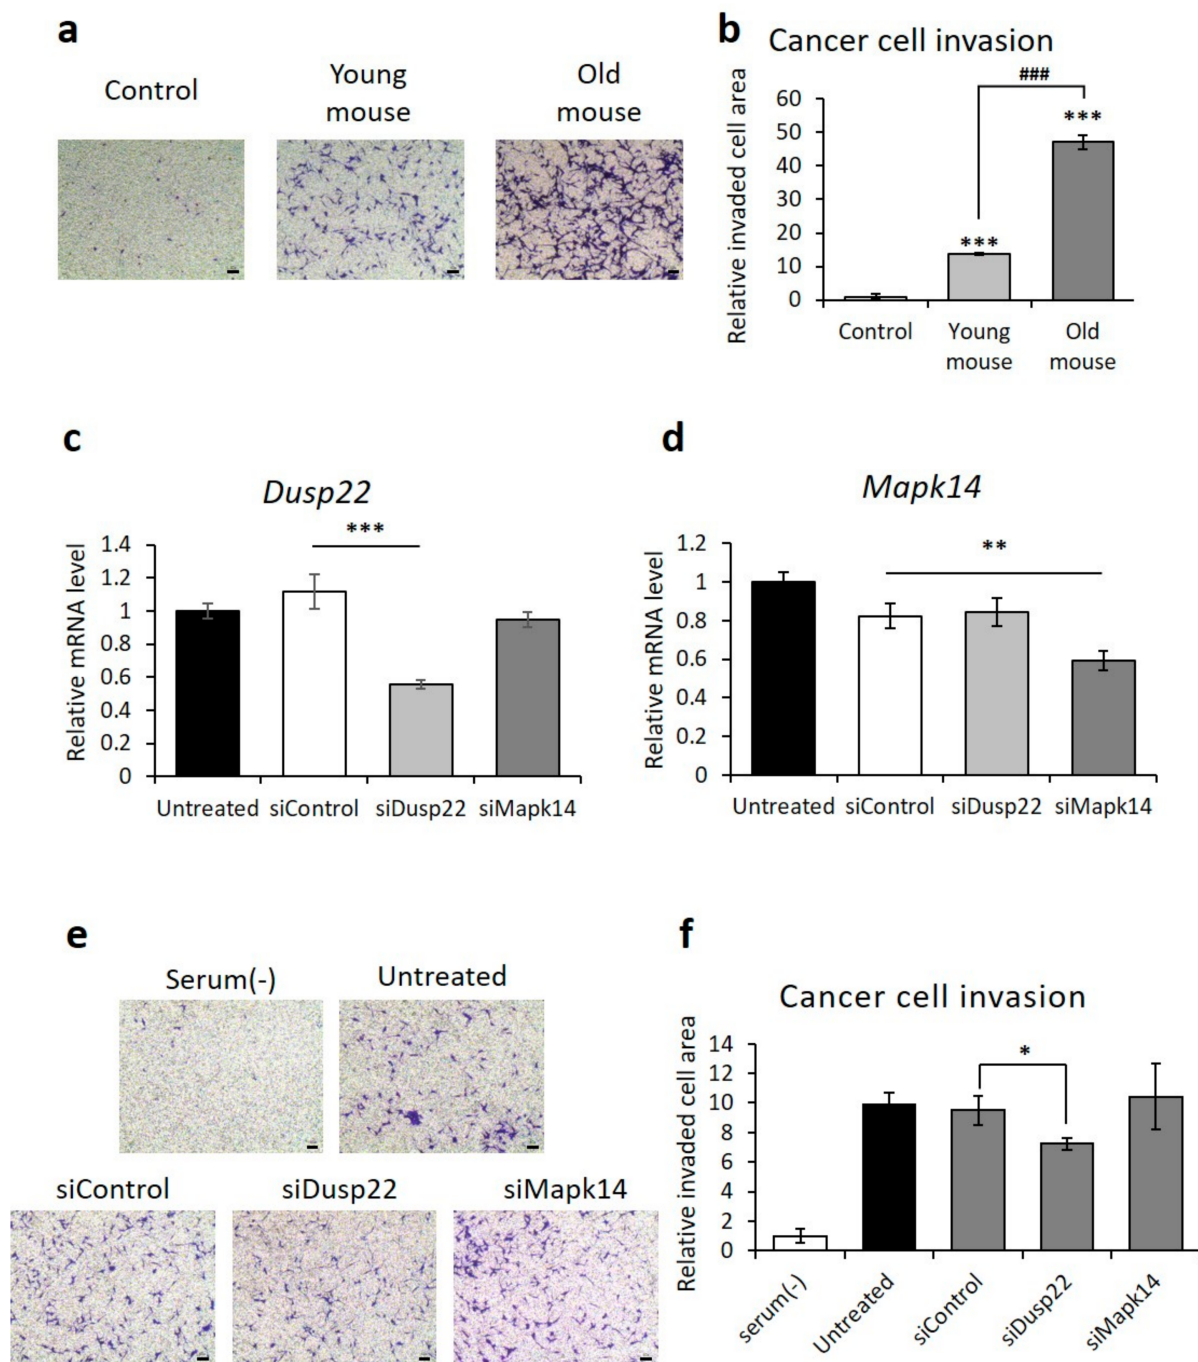 a
Control
Young
mouse
Old
mouse
b
Cancer cell invasion
###
Relative invaded cell area
60
50
40
30
20
10
0
***
***
Control
Young
mouse
Old
mouse
c
Dusp22
***
Relative mRNA level
1.4
1.2
1
0.8
0.6
0.4
0.2
0
Untreated
siControl
siDusp22
siMapk14
d
Mapk14
**
Relative mRNA level
1.2
1
0.8
0.6
0.4
0.2
0
Untreated
siControl
siDusp22
siMapk14
e
Serum(-)
Untreated
siControl
siDusp22
siMapk14
f
Cancer cell invasion
*
Relative invaded cell area
14
12
10
8
6
4
2
0
serum(-)
Untreated
siControl
siDusp22
siMapk14